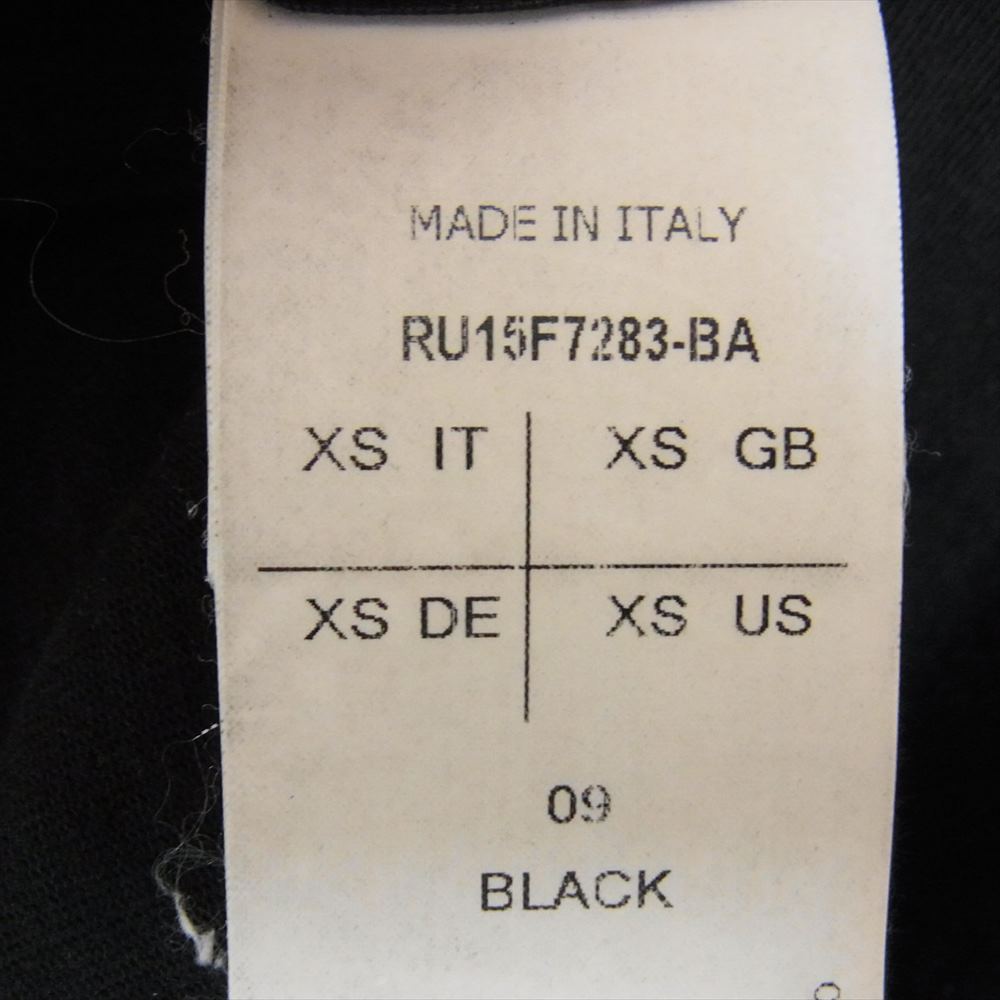 MADE IN ITALY
RU15F7283-BA
XS IT XS GB
XS DE XS US
09
BLACK